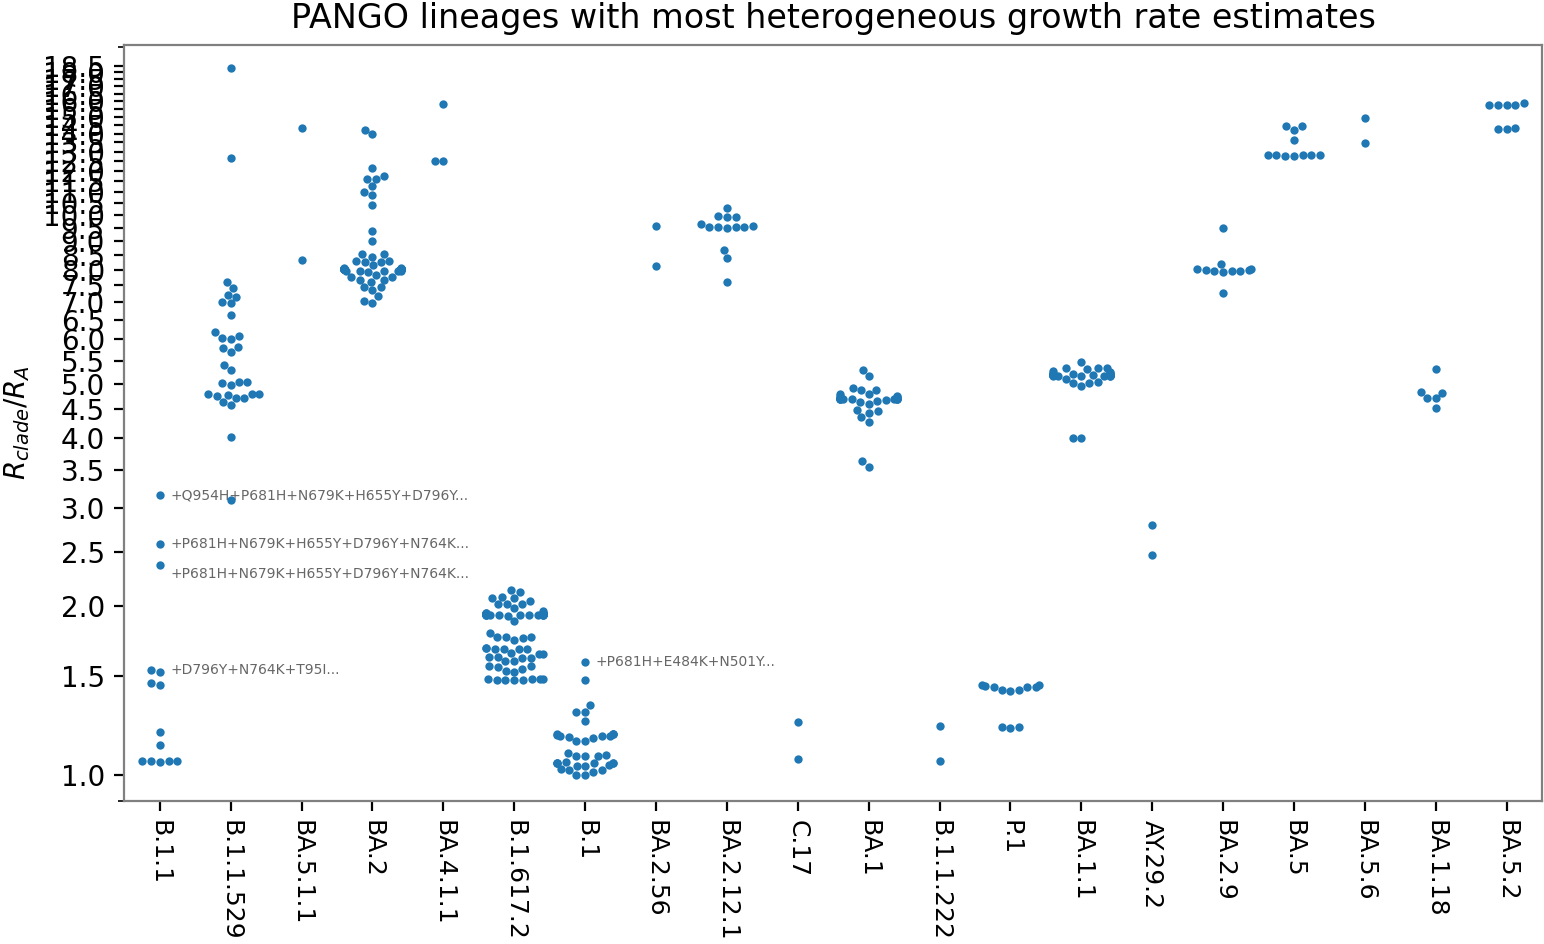 PANGO lineages with most heterogeneous growth rate estimates
18.5
10.0
9.5
9.0
8.5
8.0
7.5
7.0
6.5
6.0
5.5
5.0
4.5
4.0
3.5
3.0
2.5
2.0
1.5
1.0
R_clade/R_A
+Q954H+P681H+N679K+H655Y+D796Y...
+P681H+N679K+H655Y+D796Y+N764K...
+P681H+N679K+H655Y+D796Y+N764K...
+D796Y+N764K+T95I...
+P681H+E484K+N501Y...
B.1.1
B.1.1.529
BA.5.1.1
BA.2
BA.4.1.1
B.1.617.2
B.1
BA.2.56
BA.2.12.1
C.17
BA.1
B.1.1.222
P.1
BA.1.1
AY29.2
BA.2.9
BA.5
BA.5.6
BA.1.18
BA.5.2